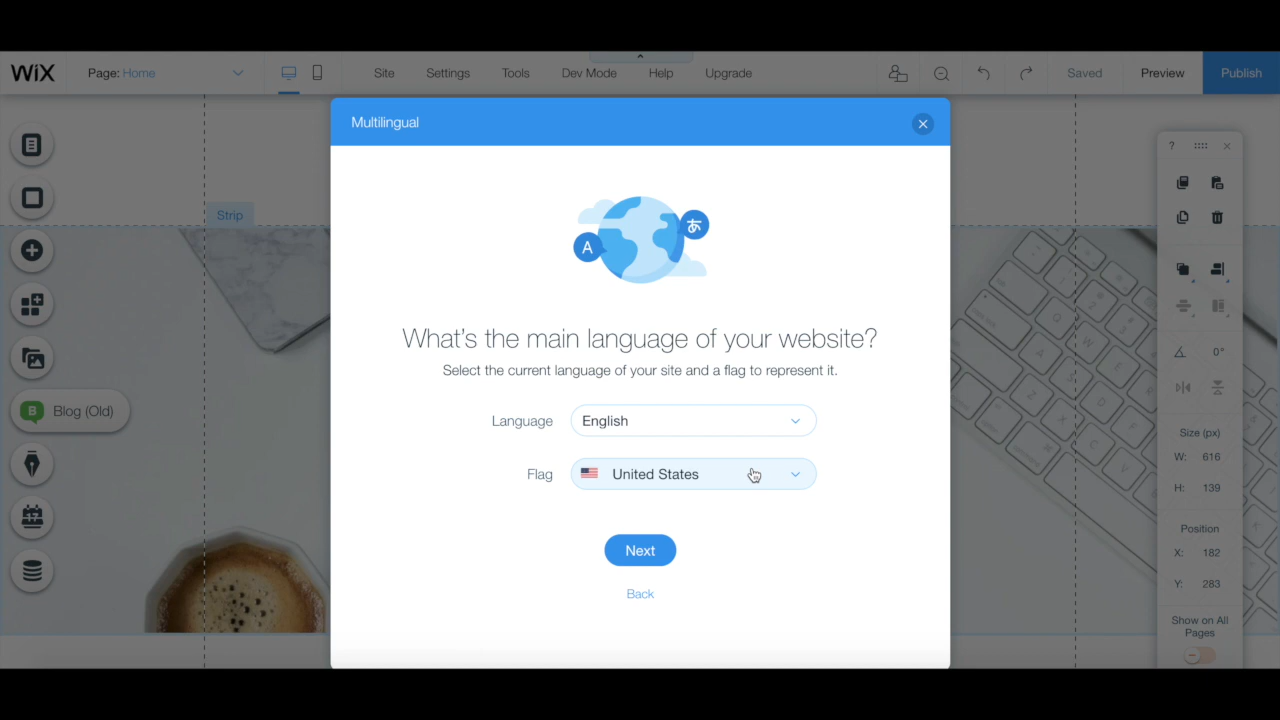 WiX
Page: Home
Site
Settings
Tools
Dev Mode
Help
Upgrade
Saved
Preview
Publish
Multilingual
?
Strip
A
あ
What's the main language of your website?
Select the current language of your site and a flag to represent it.
Language
English
Flag
United States
Next
Back
B Blog (Old)
0°
Size (px)
W: 616
H: 139
Position
X: 182
Y: 283
Show on All
Pages